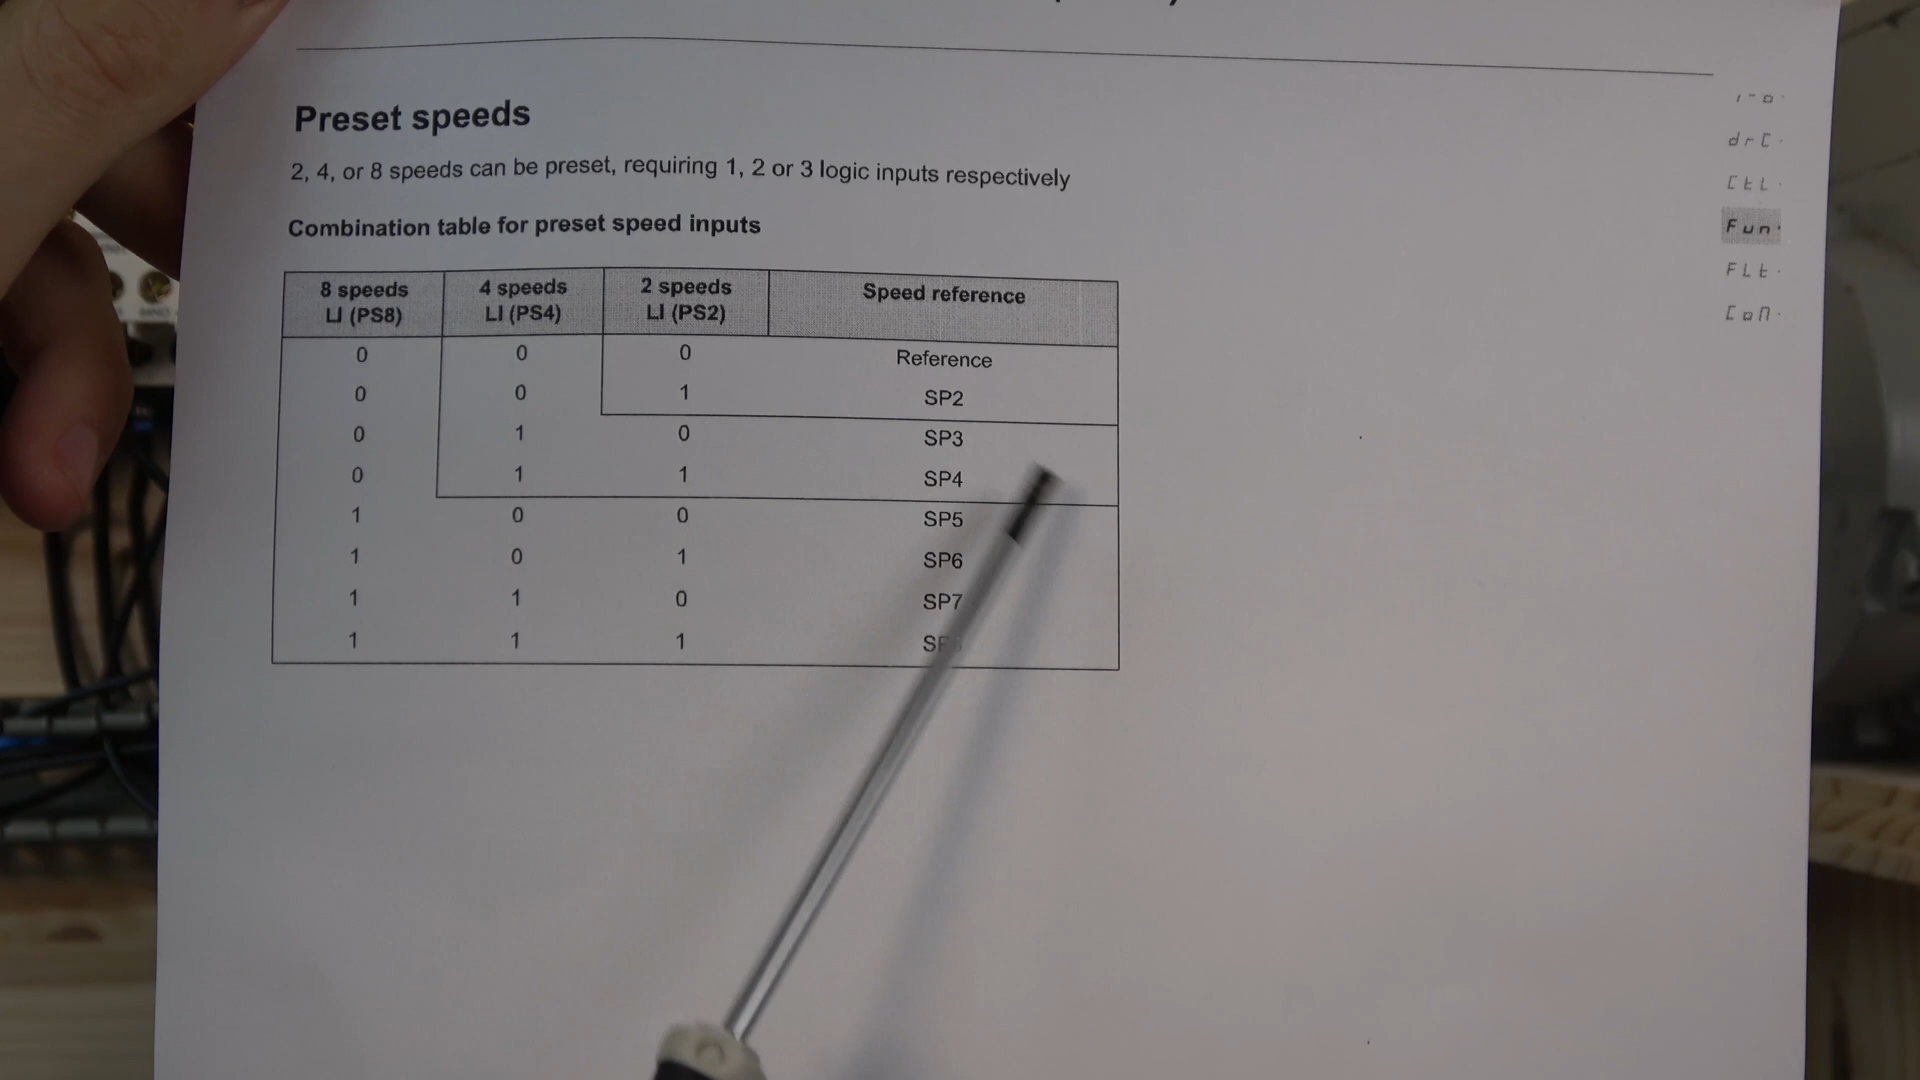 Preset speeds
2, 4, or 8 speeds can be preset, requiring 1, 2 or 3 logic inputs respectively
Combination table for preset speed inputs
8 speeds LI (PS8) 4 speeds LI (PS4) 2 speeds LI (PS2) Speed reference
0 0 0 Reference
0 0 1 SP2
0 1 0 SP3
0 1 1 SP4
1 0 0 SP5
1 0 1 SP6
1 1 0 SP7
1 1 1
drC-
CtL-
Fun-
FLt-
CoM-